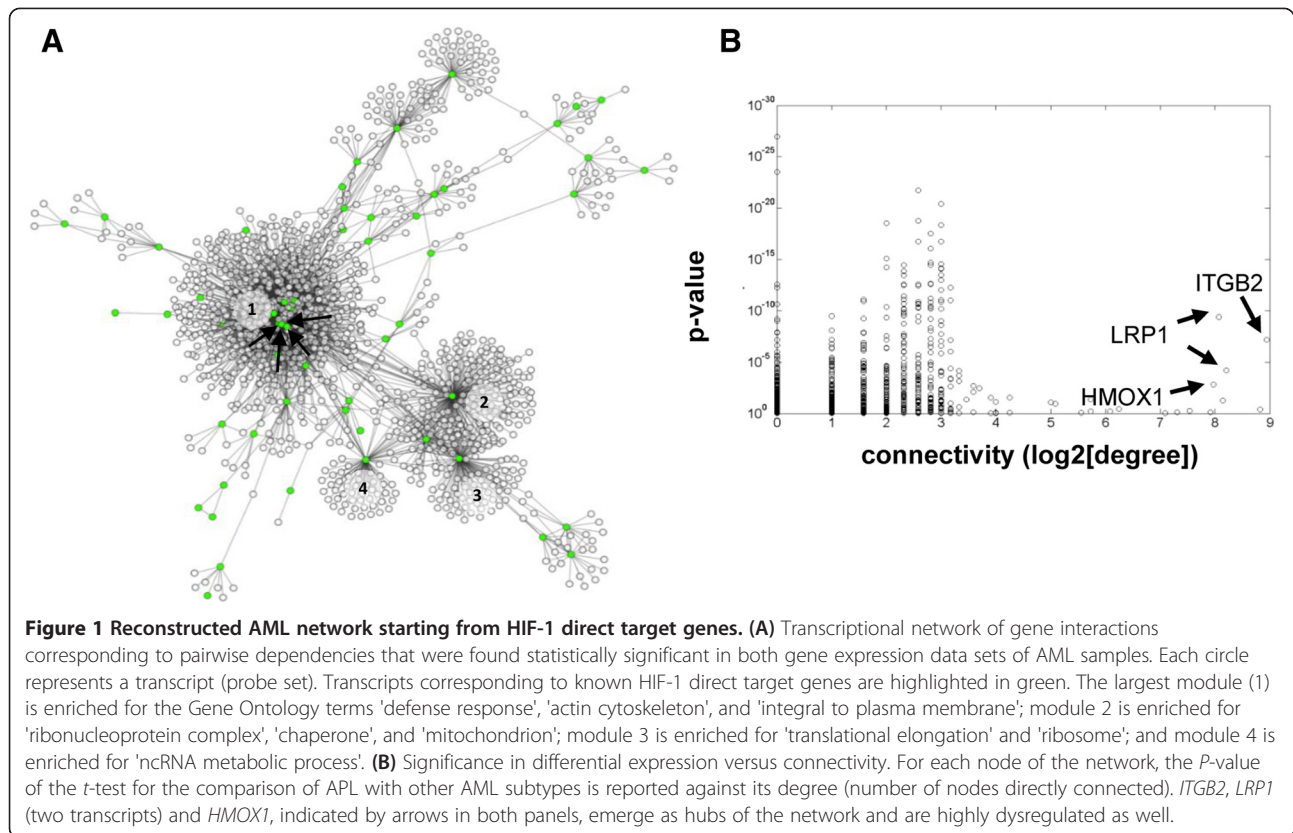 A
B
1
2
3
4
10^-30
10^-25
10^-20
10^-15
10^-10
10^-5
10^0
p-value
ITGB2
LRP1
HMOX1
0 1 2 3 4 5 6 7 8 9
connectivity (log2[degree])
Figure 1 Reconstructed AML network starting from HIF-1 direct target genes. (A) Transcriptional network of gene interactions
corresponding to pairwise dependencies that were found statistically significant in both gene expression data sets of AML samples. Each circle
represents a transcript (probe set). Transcripts corresponding to known HIF-1 direct target genes are highlighted in green. The largest module (1)
is enriched for the Gene Ontology terms 'defense response', 'actin cytoskeleton', and 'integral to plasma membrane'; module 2 is enriched for
'ribonucleoprotein complex', 'chaperone', and 'mitochondrion'; module 3 is enriched for 'translational elongation' and 'ribosome'; and module 4 is
enriched for 'ncRNA metabolic process'. (B) Significance in differential expression versus connectivity. For each node of the network, the P-value
of the t-test for the comparison of APL with other AML subtypes is reported against its degree (number of nodes directly connected). ITGB2, LRP1
(two transcripts) and HMOX1, indicated by arrows in both panels, emerge as hubs of the network and are highly dysregulated as well.